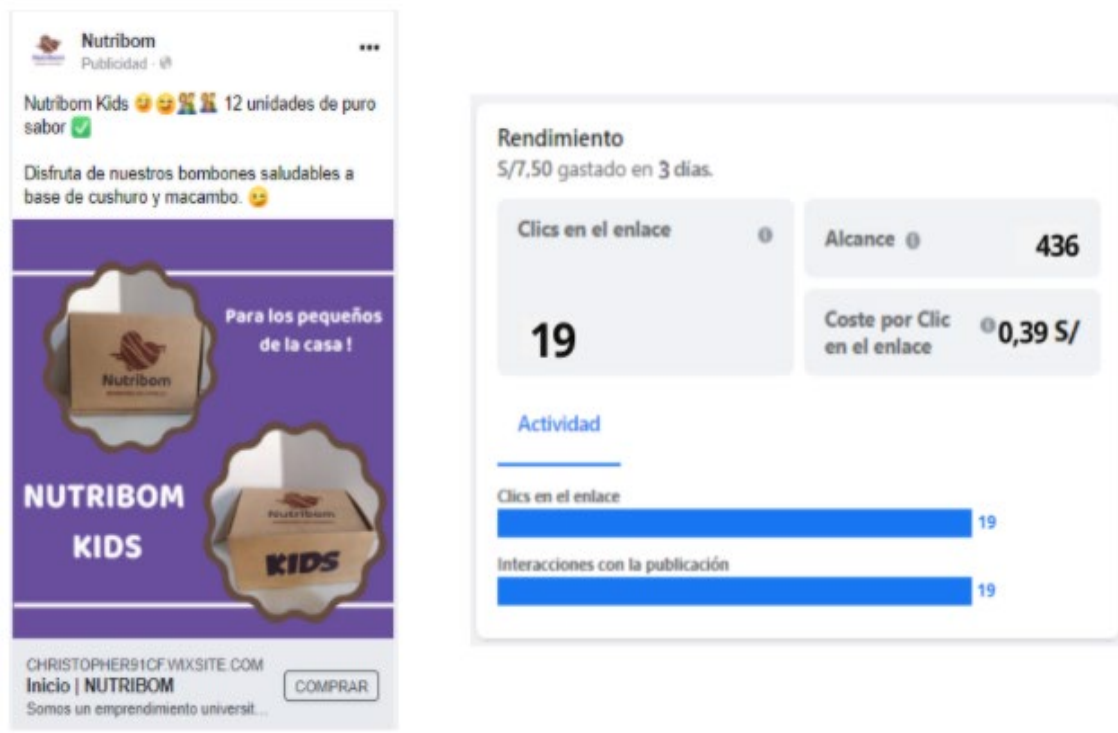 Nutribom
Publicidad ·
Nutribom Kids 12 unidades de puro
sabor ✅
Disfruta de nuestros bombones saludables a
base de cushuro y macambo.
Para los pequeños
de la casa !
Nutribom
NUTRIBOM
KIDS
Nutribom
KIDS
CHRISTOPHER91CF.WIXSITE.COM
Inicio | NUTRIBOM
Somos un emprendimiento universit...
COMPRAR
Rendimiento
S/7,50 gastado en 3 días.
Clics en el enlace
19
Alcance
436
Coste por Clic
en el enlace
0,39 S/
Actividad
Clics en el enlace
19
Interacciones con la publicación
19